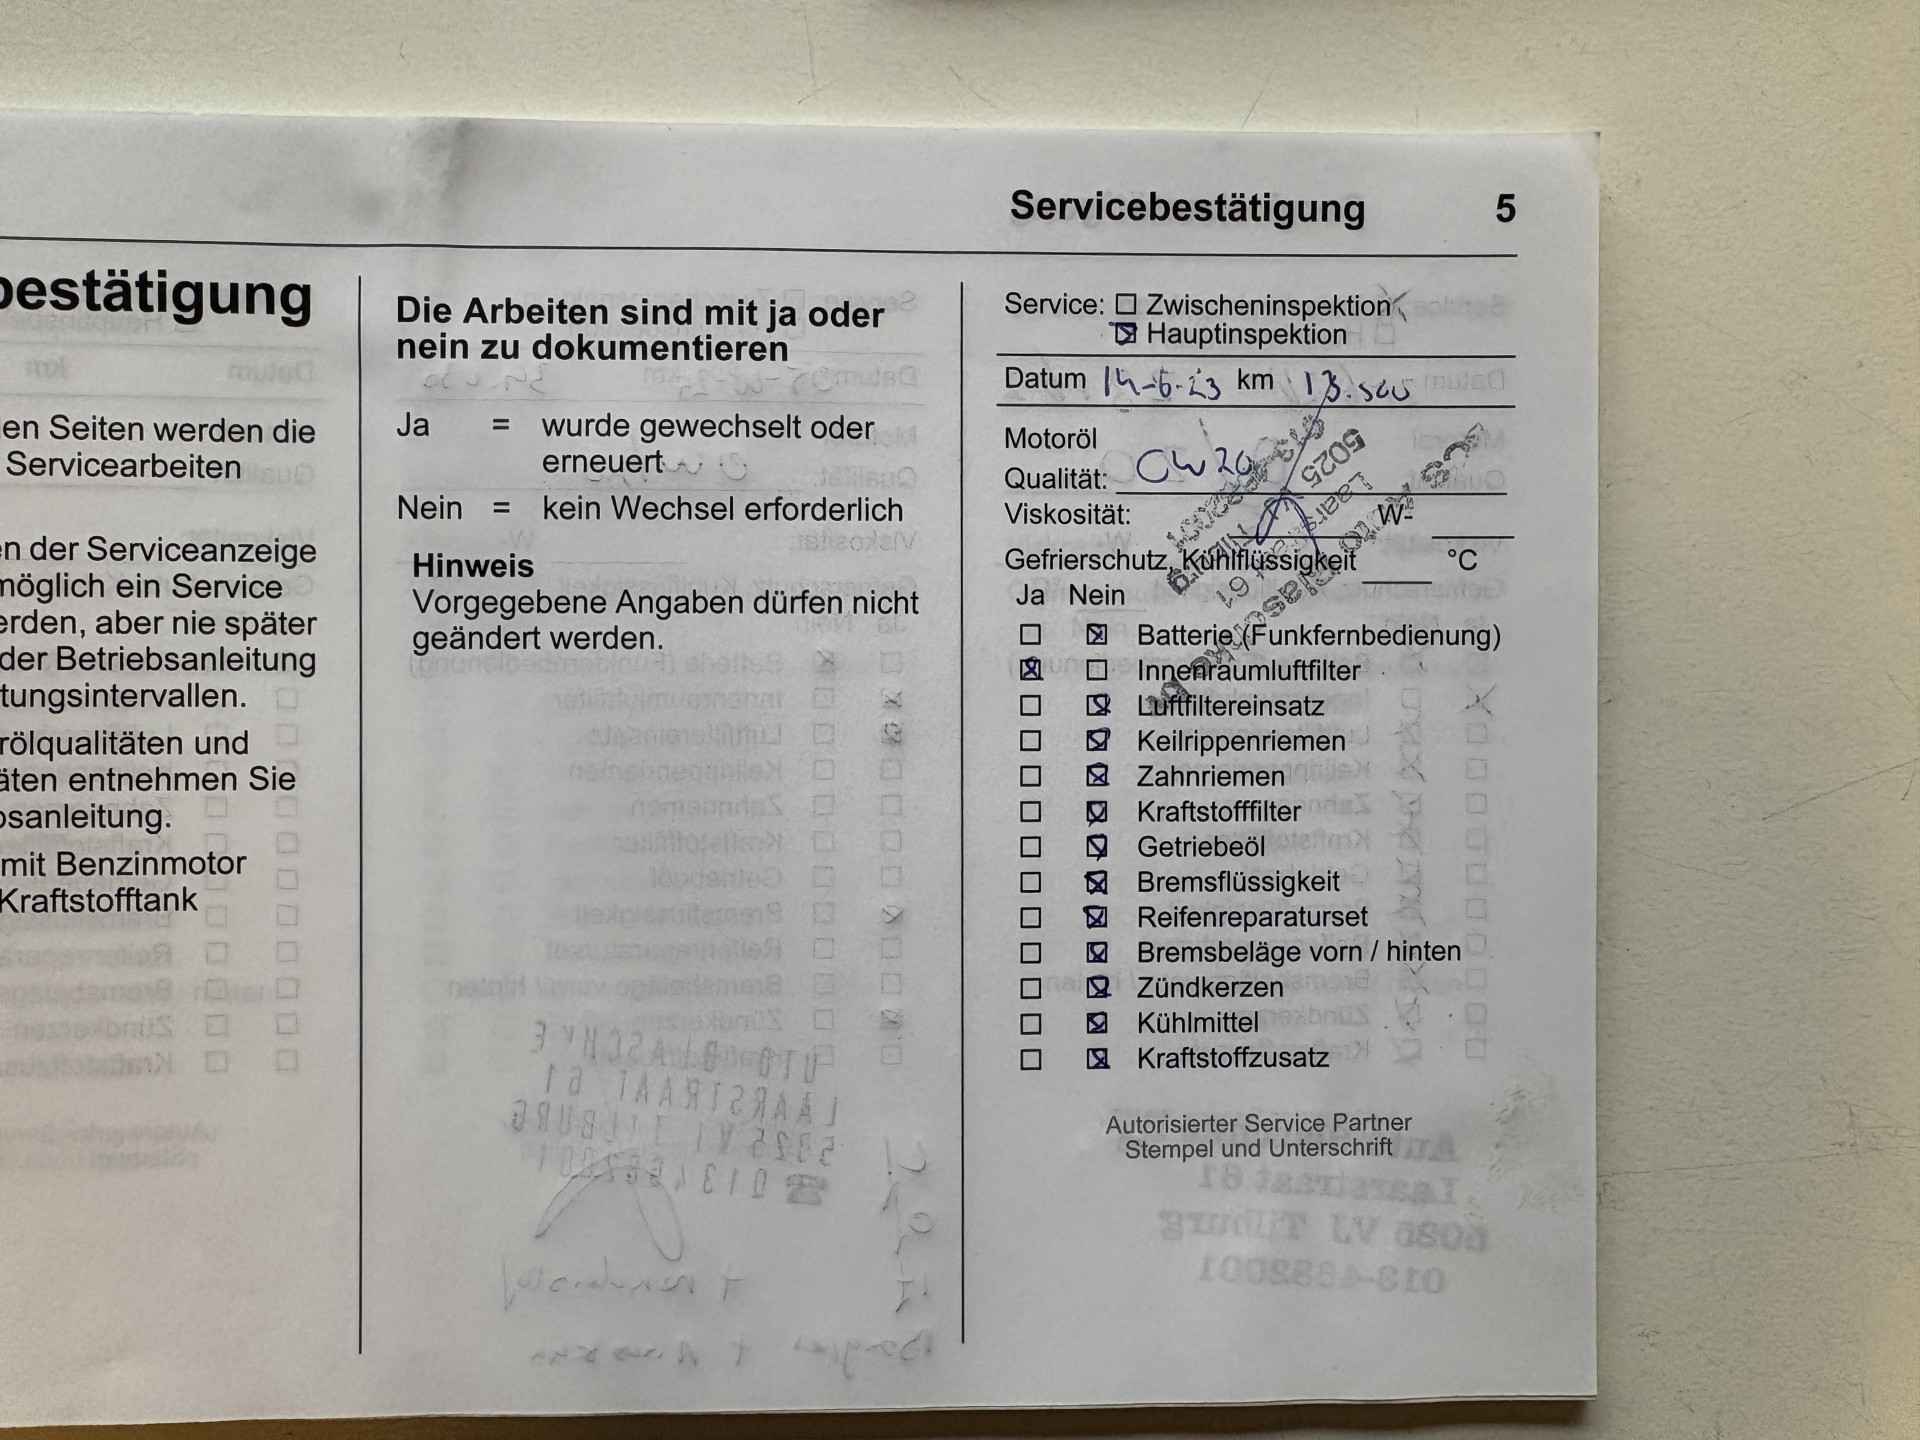 Servicebestätigung 5
bestätigung
en Seiten werden die
Servicearbeiten
en der Serviceanzeige
möglich ein Service
erden, aber nie später
der Betriebsanleitung
tungsintervallen.
rölqualitäten und
äten entnehmen Sie
osanleitung.
mit Benzinmotor
Kraftstofftank
Die Arbeiten sind mit ja oder
nein zu dokumentieren
Ja = wurde gewechselt oder
erneuert
Nein = kein Wechsel erforderlich
Hinweis
Vorgegebene Angaben dürfen nicht
geändert werden.
Service: Zwischeninspektion
Hauptinspektion
Datum 14-6-23 km 13.500
Motoröl
Qualität: 0W20
Viskosität: W-
Gefrierschutz, Kühlflüssigkeit °C
Ja Nein
Batterie (Funkfernbedienung)
Innenraumluftfilter
Luftfiltereinsatz
Keilrippenriemen
Zahnriemen
Kraftstofffilter
Getriebeöl
Bremsflüssigkeit
Reifenreparaturset
Bremsbeläge vorn / hinten
Zündkerzen
Kühlmittel
Kraftstoffzusatz
Autorisierter Service Partner
Stempel und Unterschrift